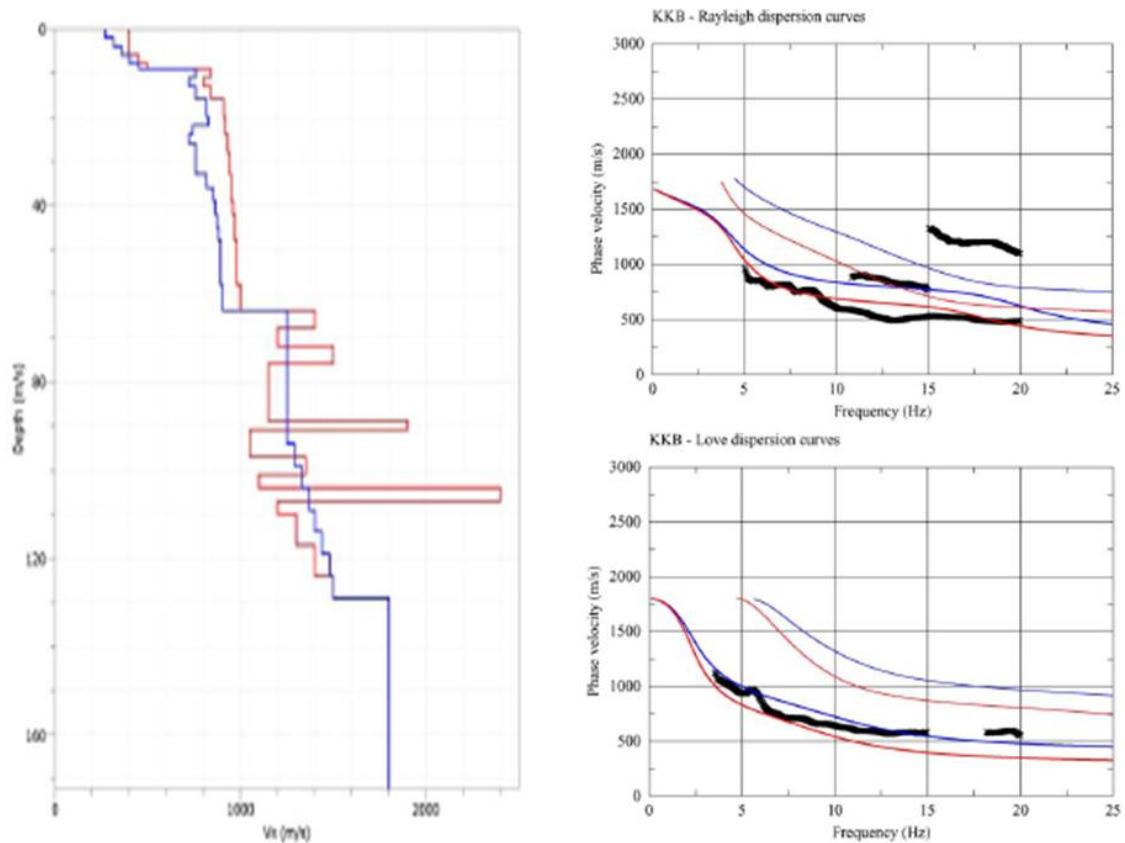 0
40
80
120
160
Depth [m/s]
0 1000 2000
Vs (m/s)
KKB - Rayleigh dispersion curves
3000
2500
2000
1500
1000
500
0
Phase velocity (m/s)
0 5 10 15 20 25
Frequency (Hz)
KKB - Love dispersion curves
3000
2500
2000
1500
1000
500
0
Phase velocity (m/s)
0 5 10 15 20 25
Frequency (Hz)